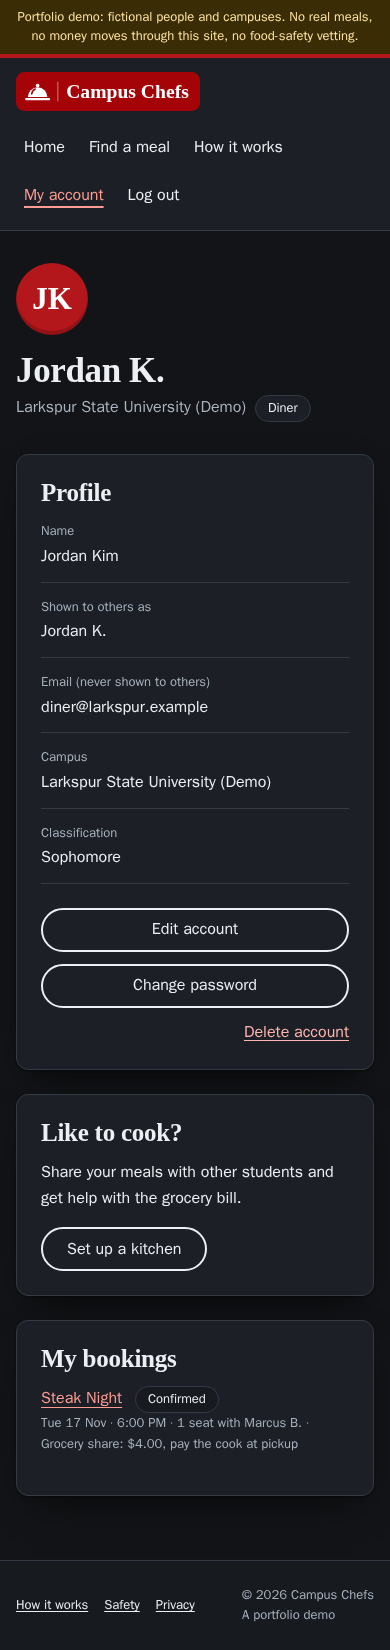 Portfolio demo: fictional people and campuses. No real meals,
no money moves through this site, no food-safety vetting.
Campus Chefs
Home Find a meal How it works
My account Log out
JK
Jordan K.
Larkspur State University (Demo) Diner
Profile
Name
Jordan Kim
Shown to others as
Jordan K.
Email (never shown to others)
diner@larkspur.example
Campus
Larkspur State University (Demo)
Classification
Sophomore
Edit account
Change password
Delete account
Like to cook?
Share your meals with other students and
get help with the grocery bill.
Set up a kitchen
My bookings
Steak Night Confirmed
Tue 17 Nov · 6:00 PM · 1 seat with Marcus B. ·
Grocery share: $4.00, pay the cook at pickup
How it works Safety Privacy
© 2026 Campus Chefs
A portfolio demo